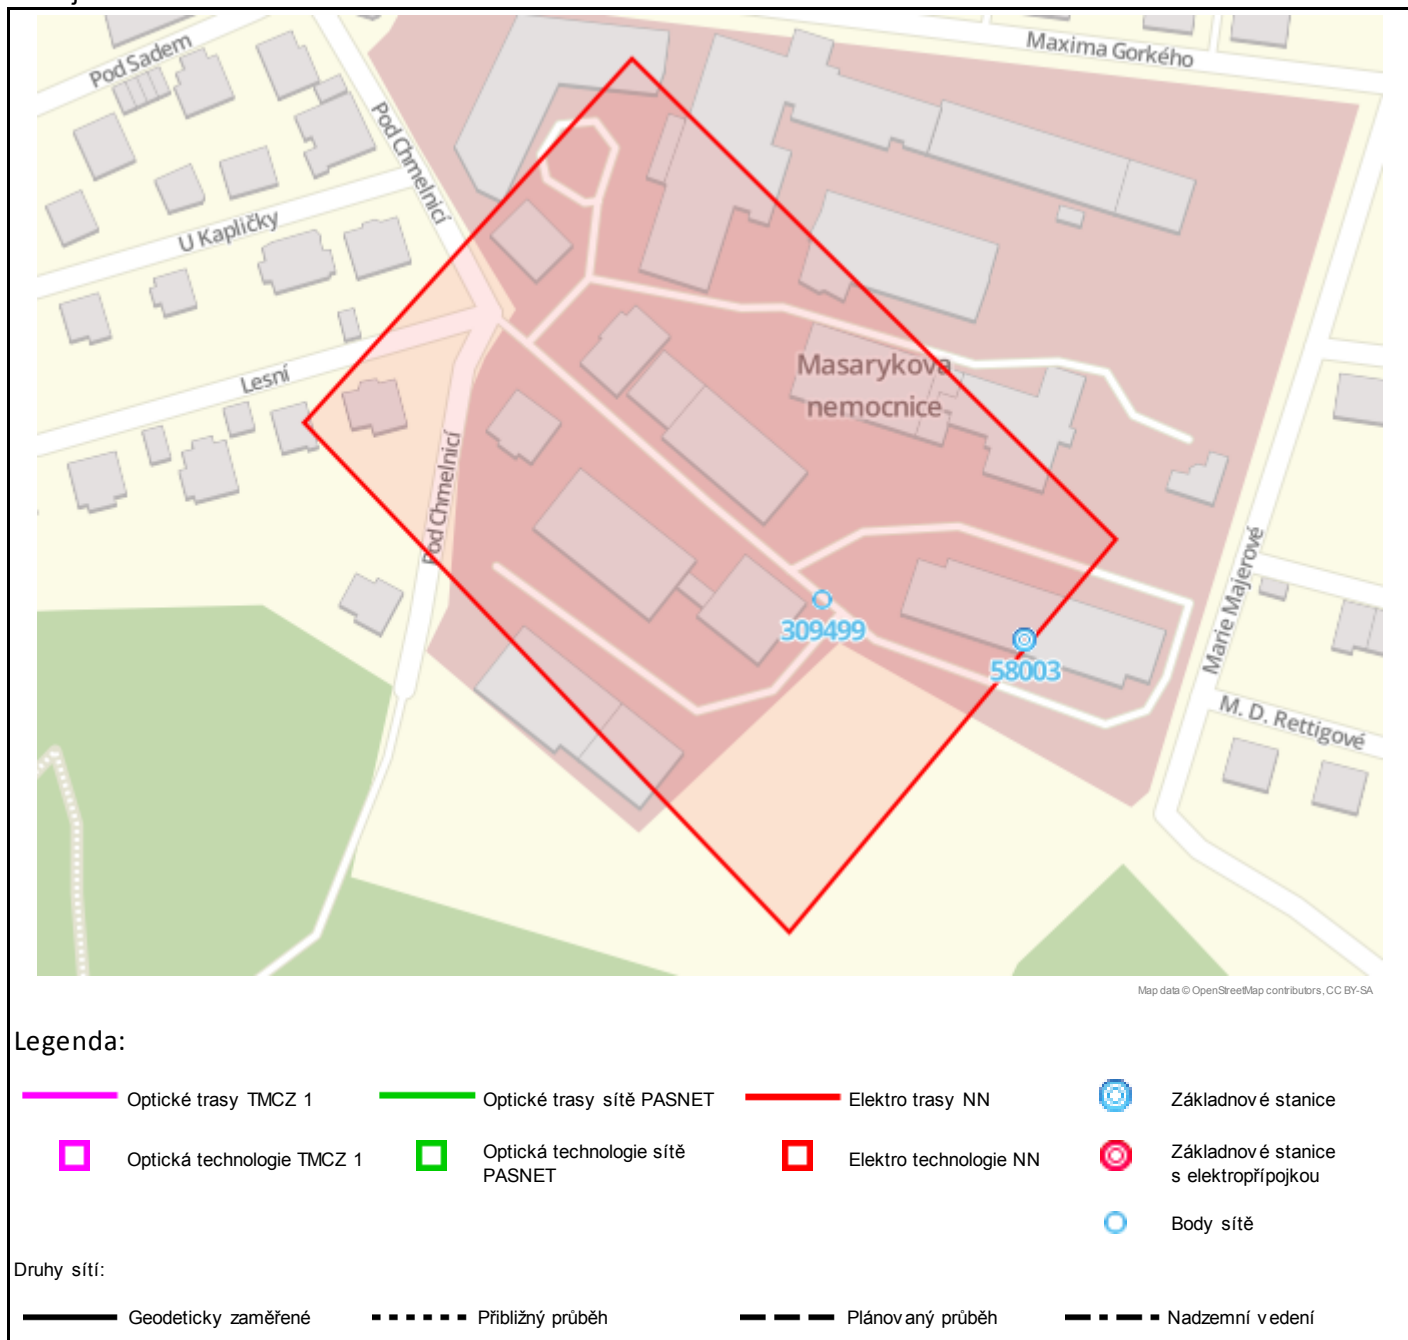 Maxima Gorkého
Pod Sadem
Pod Chmelnicí
U Kapličky
Lesní
Masarykova
nemocnice
Pod Chmelnicí
309499
58003
Marie Majerové
M. D. Rettigové
Map data © OpenStreetMap contributors, CC BY-SA
Legenda:
Optické trasy TMCZ 1
Optické trasy sítě PASNET
Elektro trasy NN
Základnové stanice
Optická technologie TMCZ 1
Optická technologie sítě
PASNET
Elektro technologie NN
Základnové stanice
s elektropřípojkou
Body sítě
Druhy sítí:
Geodeticky zaměřené
Přibližný průběh
Plánovaný průběh
Nadzemní vedení